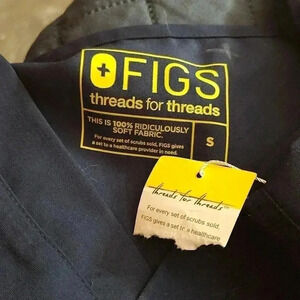 FIGS
threads for threads
THIS IS 100% RIDICULOUSLY
SOFT FABRIC.
For every set of scrubs sold, FIGS gives
a set to a healthcare provider in need.
S
threads for threads
For every set of scrubs sold,
FIGS gives a set to a healthcare